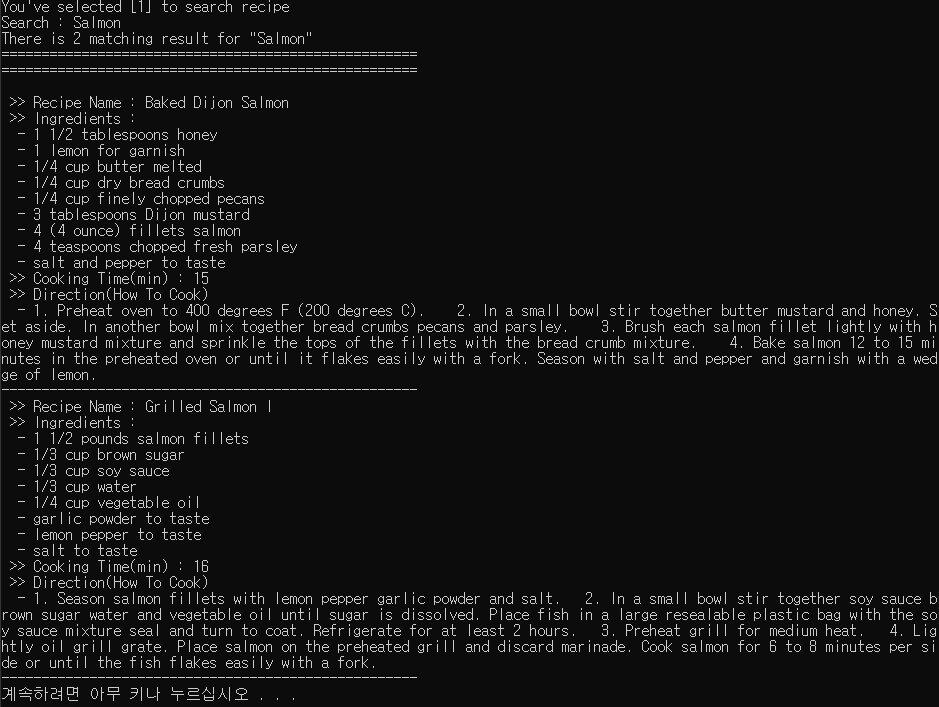 You've selected [1] to search recipe
Search : Salmon
There is 2 matching result for "Salmon"
====================================================
====================================================
>> Recipe Name : Baked Dijon Salmon
>> Ingredients :
- 1 1/2 tablespoons honey
- 1 lemon for garnish
- 1/4 cup butter melted
- 1/4 cup dry bread crumbs
- 1/4 cup finely chopped pecans
- 3 tablespoons Dijon mustard
- 4 (4 ounce) fillets salmon
- 4 teaspoons chopped fresh parsley
- salt and pepper to taste
>> Cooking Time(min) : 15
>> Direction(How To Cook)
- 1. Preheat oven to 400 degrees F (200 degrees C).    2. In a small bowl stir together butter mustard and honey. S
et aside. In another bowl mix together bread crumbs pecans and parsley.    3. Brush each salmon fillet lightly with h
oney mustard mixture and sprinkle the tops of the fillets with the bread crumb mixture.    4. Bake salmon 12 to 15 mi
nutes in the preheated oven or until it flakes easily with a fork. Season with salt and pepper and garnish with a wed
ge of lemon.
----------------------------------------------------
>> Recipe Name : Grilled Salmon I
>> Ingredients :
- 1 1/2 pounds salmon fillets
- 1/3 cup brown sugar
- 1/3 cup soy sauce
- 1/3 cup water
- 1/4 cup vegetable oil
- garlic powder to taste
- lemon pepper to taste
- salt to taste
>> Cooking Time(min) : 16
>> Direction(How To Cook)
- 1. Season salmon fillets with lemon pepper garlic powder and salt.   2. In a small bowl stir together soy sauce b
rown sugar water and vegetable oil until sugar is dissolved. Place fish in a large resealable plastic bag with the so
y sauce mixture seal and turn to coat. Refrigerate for at least 2 hours.   3. Preheat grill for medium heat.   4. Lig
htly oil grill grate. Place salmon on the preheated grill and discard marinade. Cook salmon for 6 to 8 minutes per si
de or until the fish flakes easily with a fork.
----------------------------------------------------
계속하려면 아무 키나 누르십시오 . . .